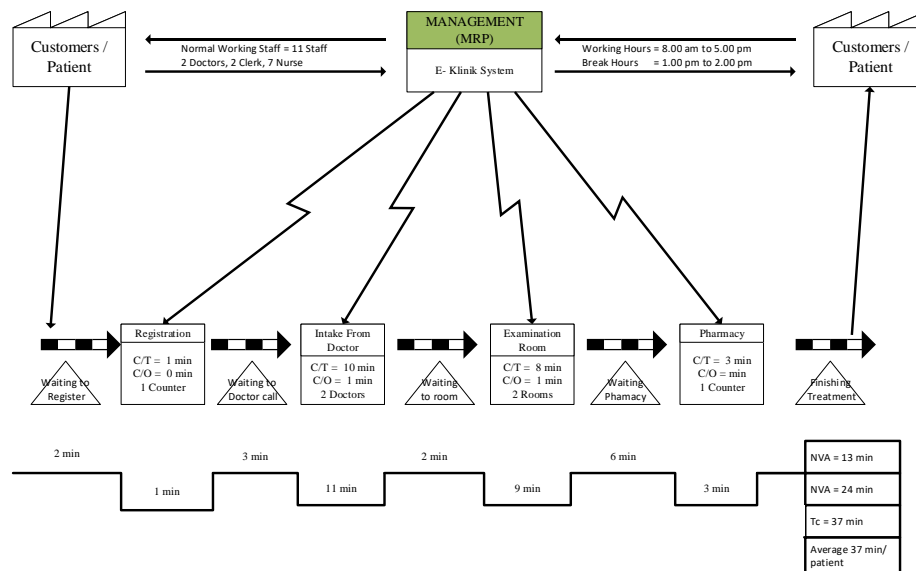 Customers /
Patient
Normal Working Staff = 11 Staff
2 Doctors, 2 Clerk, 7 Nurse
MANAGEMENT
(MRP)
E- Klinik System
Working Hours = 8.00 am to 5.00 pm
Break Hours = 1.00 pm to 2.00 pm
Customers /
Patient
Waiting to
Register
Registration
C/T = 1 min
C/O = 0 min
1 Counter
Waiting to
Doctor call
Intake From
Doctor
C/T = 10 min
C/O = 1 min
2 Doctors
Waiting
to room
Examination
Room
C/T = 8 min
C/O = 1 min
2 Rooms
Waiting
Phamacy
Pharmacy
C/T = 3 min
C/O = min
1 Counter
Finishing
Treatment
2 min
1 min
3 min
11 min
2 min
9 min
6 min
3 min
NVA = 13 min
NVA = 24 min
Tc = 37 min
Average 37 min/
patient